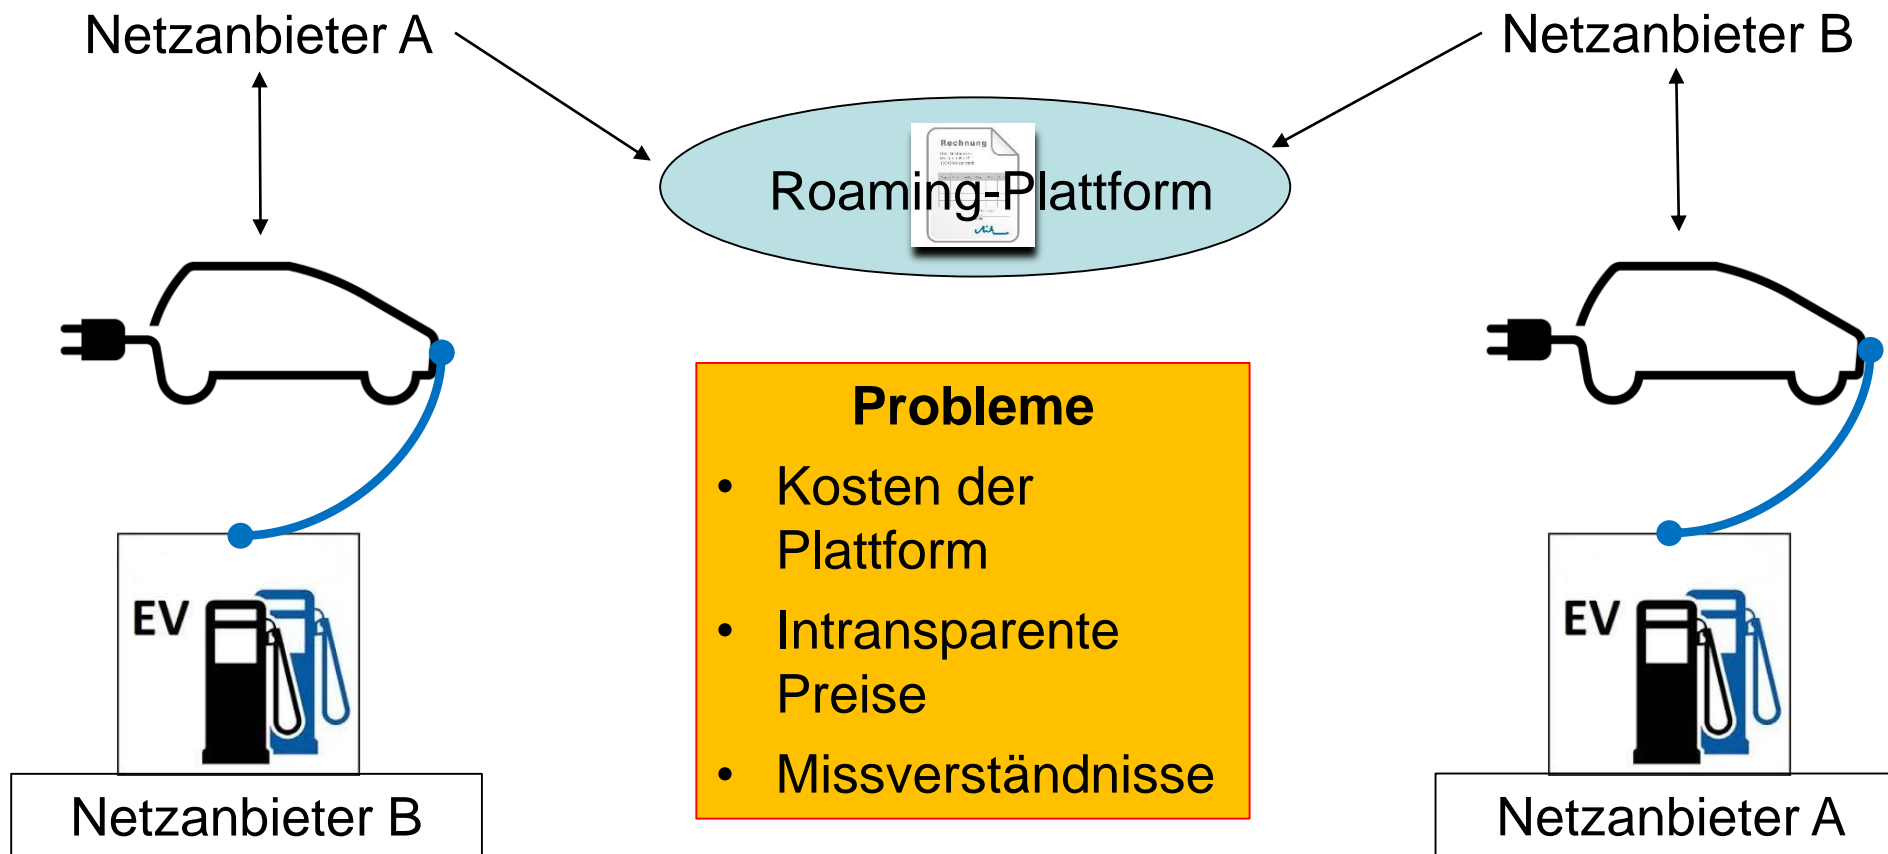 Netzanbieter A
Netzanbieter B
Rechnung
Roaming-Plattform
Probleme
• Kosten der
Plattform
• Intransparente
Preise
• Missverständnisse
EV
EV
Netzanbieter B
Netzanbieter A